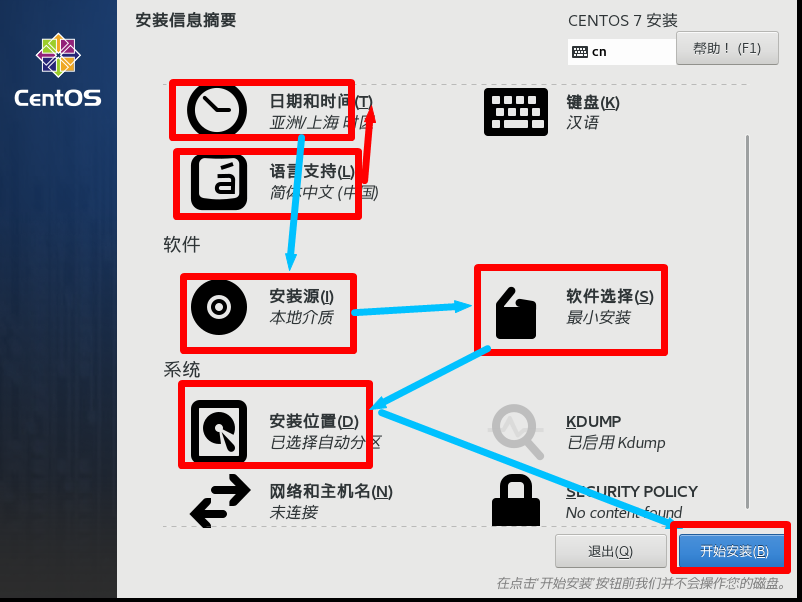 安装信息摘要
CENTOS 7 安装
cn
帮助！(F1)
CentOS
日期和时间(T)
亚洲/上海 时区
键盘(K)
汉语
语言支持(L)
简体中文 (中国)
软件
安装源(I)
本地介质
软件选择(S)
最小安装
系统
安装位置(D)
已选择自动分区
KDUMP
已启用 Kdump
网络和主机名(N)
未连接
SECURITY POLICY
No content found
退出(Q)
开始安装(B)
在点击'开始安装'按钮前我们并不会操作您的磁盘。